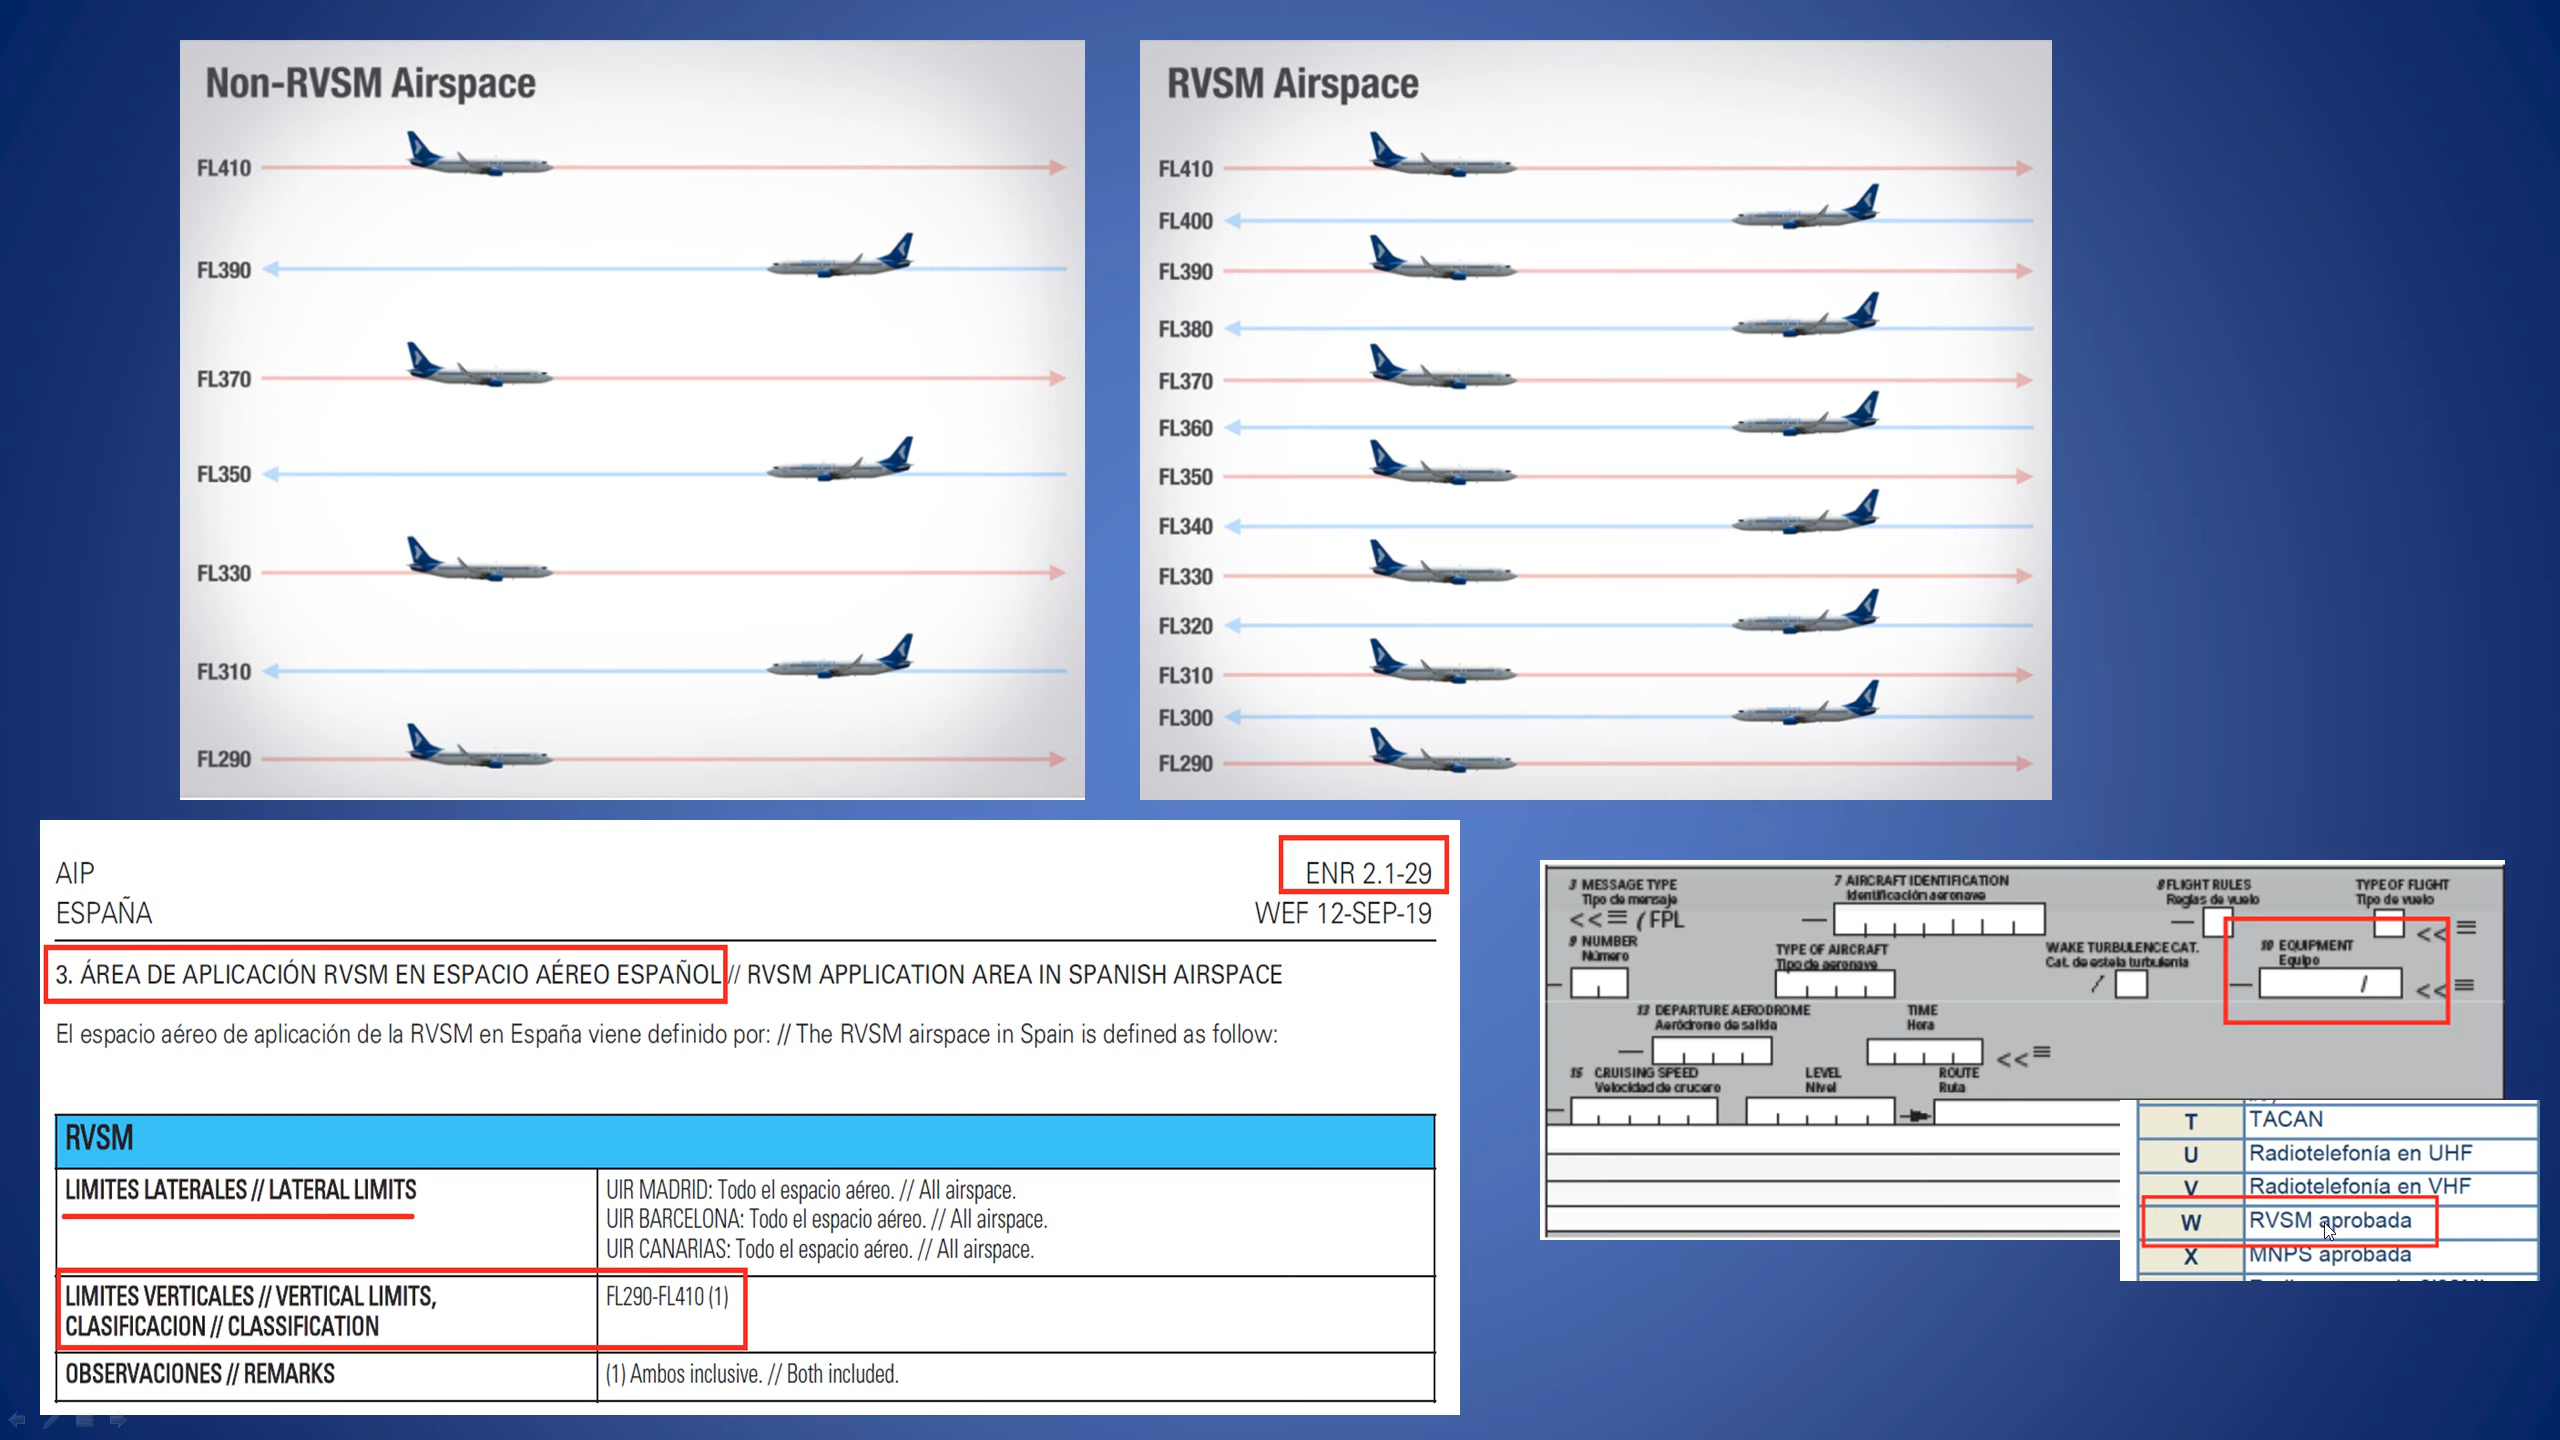 Non-RVSM Airspace
FL410
FL390
FL370
FL350
FL330
FL310
FL290
RVSM Airspace
FL410
FL400
FL390
FL380
FL370
FL360
FL350
FL340
FL330
FL320
FL310
FL300
FL290
AIP
ESPAÑA
ENR 2.1-29
WEF 12-SEP-19
3. ÁREA DE APLICACIÓN RVSM EN ESPACIO AÉREO ESPAÑOL // RVSM APPLICATION AREA IN SPANISH AIRSPACE
El espacio aéreo de aplicación de la RVSM en España viene definido por: // The RVSM airspace in Spain is defined as follow:
RVSM
LIMITES LATERALES // LATERAL LIMITS
UIR MADRID: Todo el espacio aéreo. // All airspace.
UIR BARCELONA: Todo el espacio aéreo. // All airspace.
UIR CANARIAS: Todo el espacio aéreo. // All airspace.
LIMITES VERTICALES // VERTICAL LIMITS,
CLASIFICACION // CLASSIFICATION
FL290-FL410 (1)
OBSERVACIONES // REMARKS
(1) Ambos inclusive. // Both included.
3 MESSAGE TYPE
Tipo de mensaje
<<≡ (FPL
7 AIRCRAFT IDENTIFICATION
Identificación aeronave
8 FLIGHT RULES
Reglas de vuelo
TYPE OF FLIGHT
Tipo de vuelo
<<≡
9 NUMBER
Número
TYPE OF AIRCRAFT
Tipo de aeronave
WAKE TURBULENCE CAT.
Cat. de estela turbulenta
/
10 EQUIPMENT
Equipo
/
<<≡
13 DEPARTURE AERODROME
Aeródromo de salida
TIME
Hora
<<≡
15 CRUISING SPEED
Velocidad de crucero
LEVEL
Nivel
ROUTE
Ruta
T TACAN
U Radiotelefonía en UHF
V Radiotelefonía en VHF
W RVSM aprobada
X MNPS aprobada